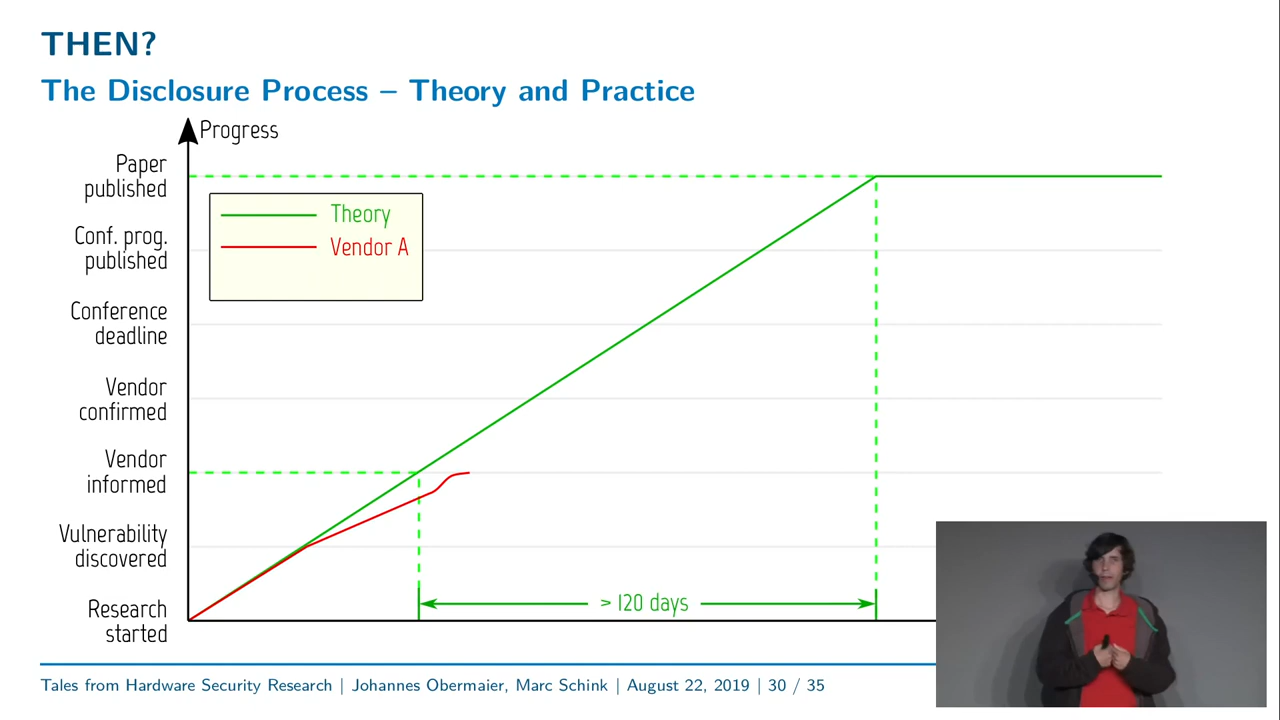 THEN?
The Disclosure Process – Theory and Practice
Progress
Paper
published
Conf. prog.
published
Conference
deadline
Vendor
confirmed
Vendor
informed
Vulnerability
discovered
Research
started
Theory
Vendor A
> 120 days
Tales from Hardware Security Research | Johannes Obermaier, Marc Schink | August 22, 2019 | 30 / 35